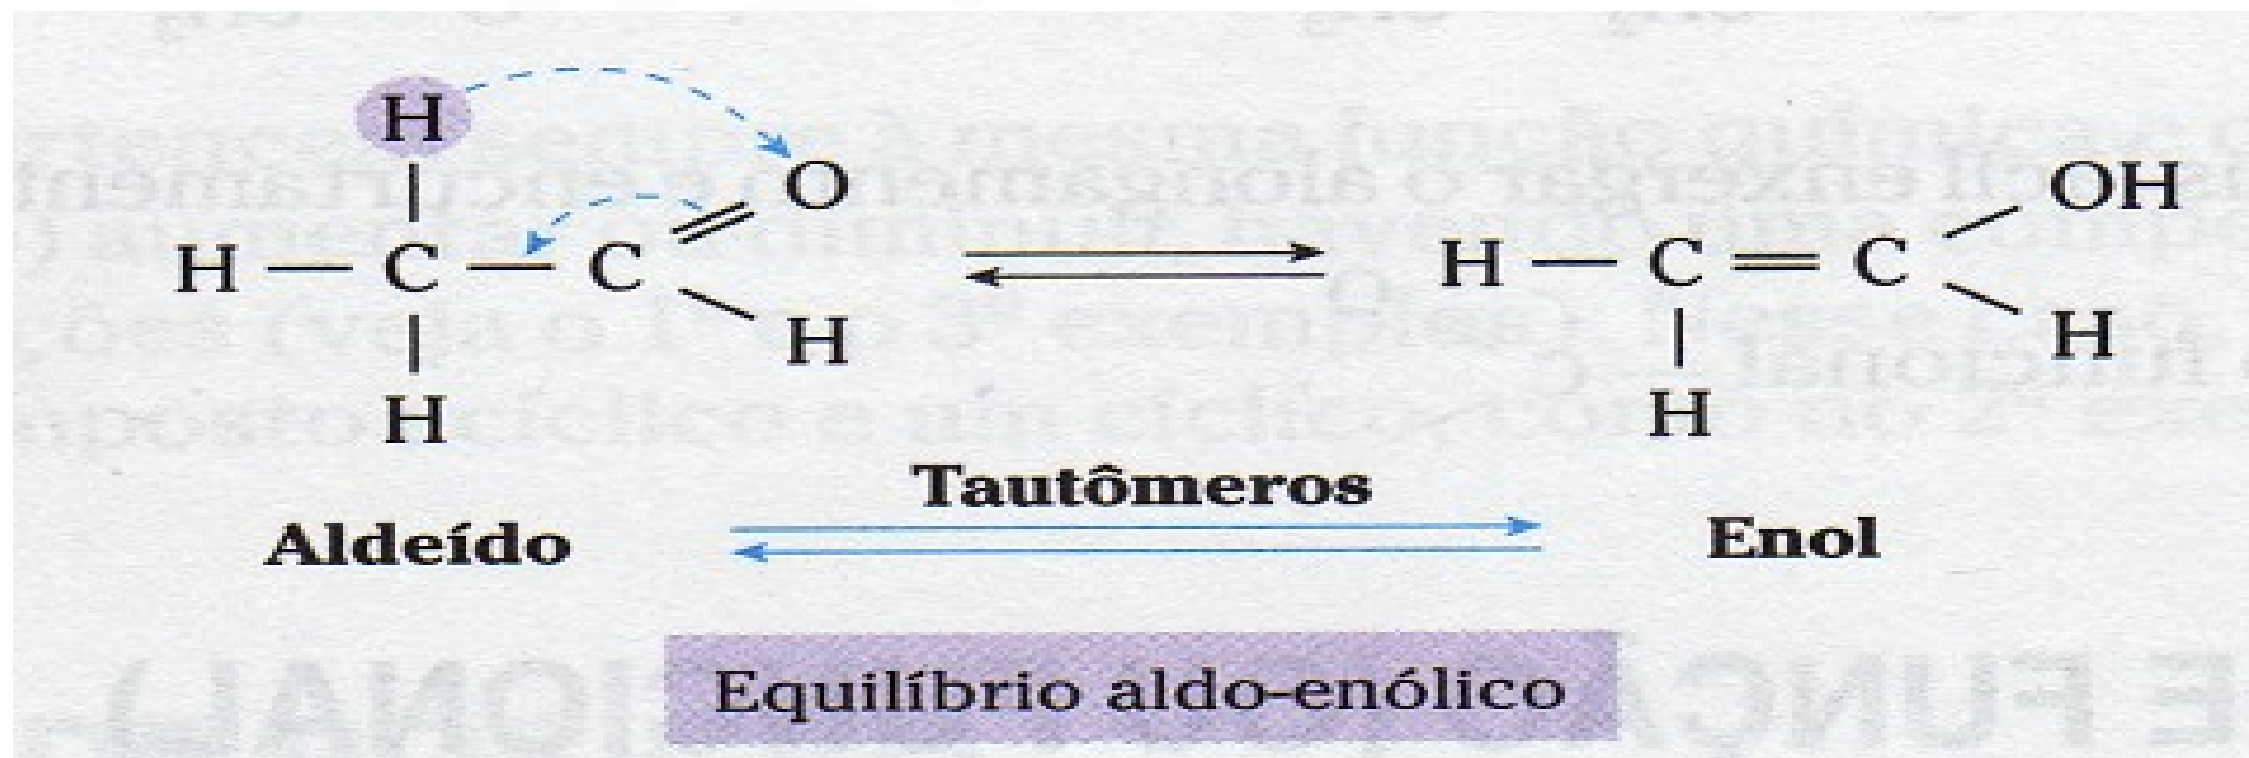 H
O
H — C — C
H
H
H — C = C
OH
H
H
Tautômeros
Aldeído
Enol
Equilíbrio aldo-enólico